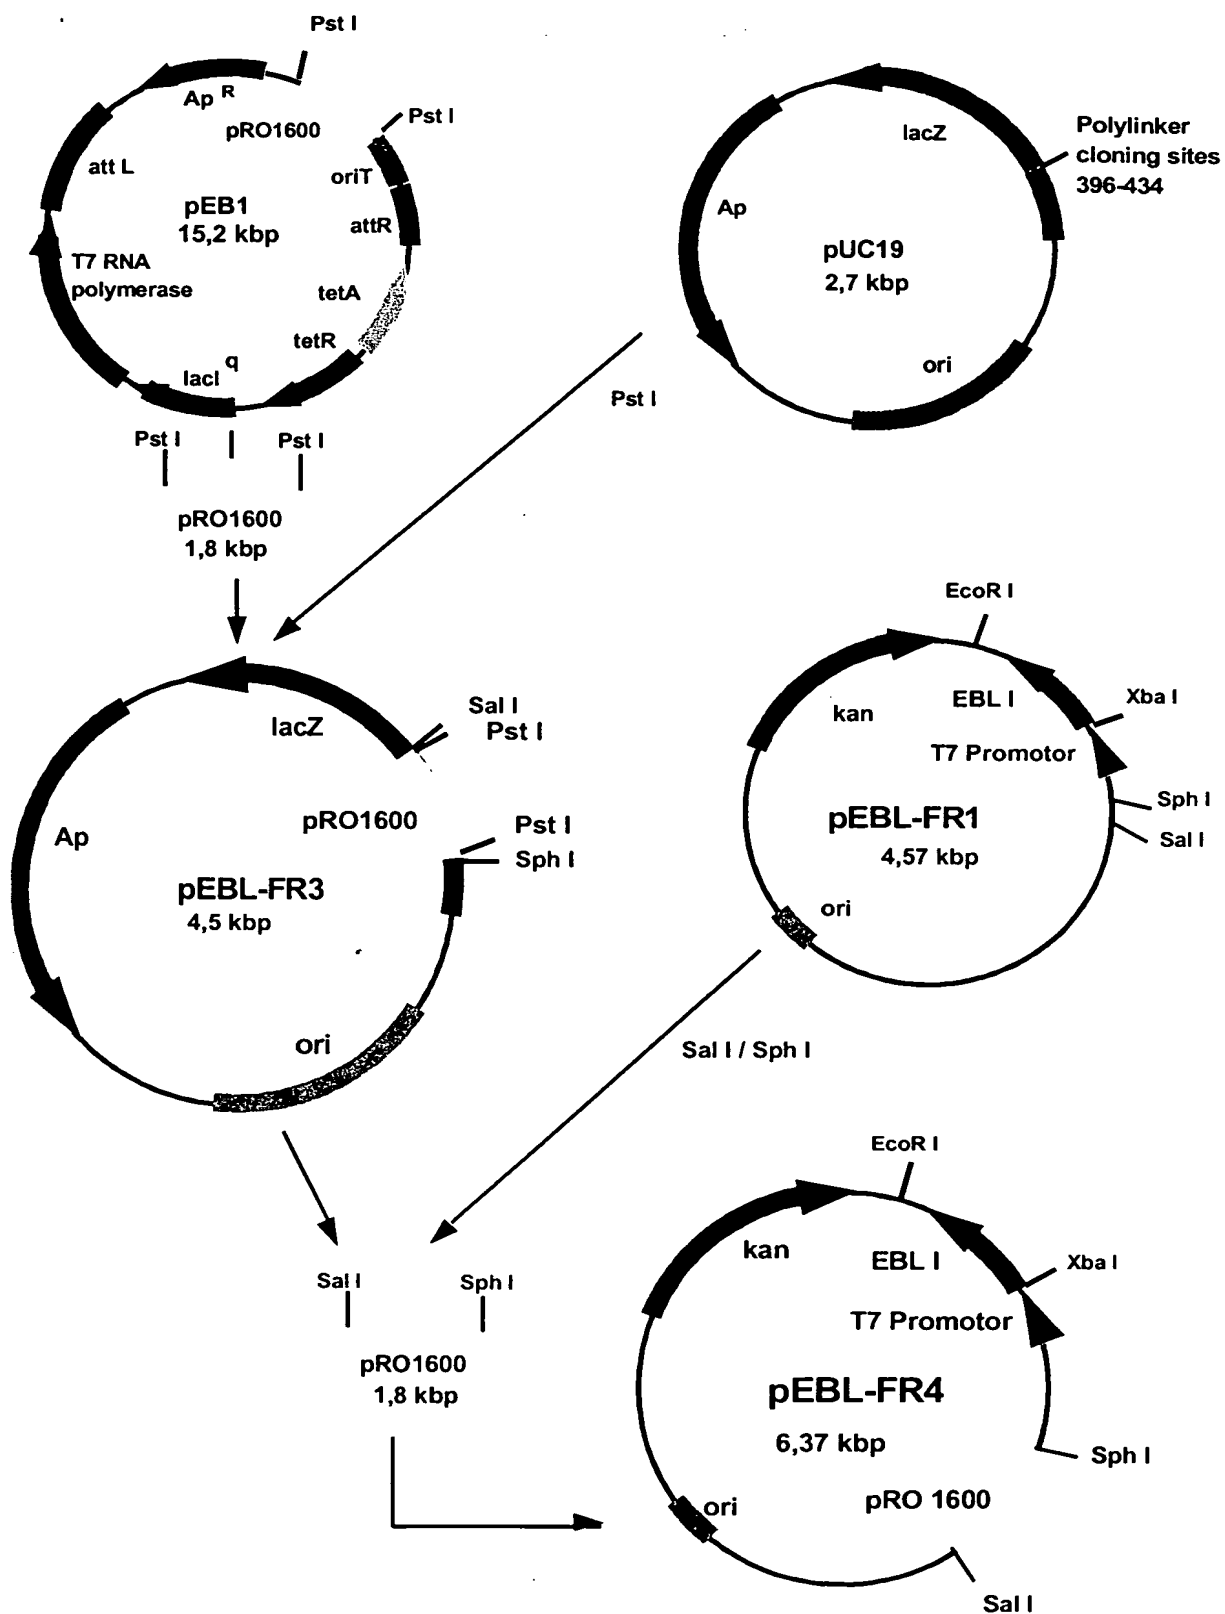 Pst I
Ap R
pRO1600
Pst I
att L
oriT
pEB1
15,2 kbp
attR
T7 RNA
polymerase
tetA
tetR
lacI q
Pst I
Pst I
pRO1600
1,8 kbp
lacZ
Polylinker
cloning sites
396-434
Ap
pUC19
2,7 kbp
ori
Pst I
lacZ
Sal I
Pst I
Ap
pRO1600
Pst I
Sph I
pEBL-FR3
4,5 kbp
ori
EcoR I
kan
EBL I
Xba I
T7 Promotor
pEBL-FR1
4,57 kbp
Sph I
Sal I
ori
Sal I / Sph I
Sal I
Sph I
pRO1600
1,8 kbp
EcoR I
kan
EBL I
Xba I
T7 Promotor
pEBL-FR4
6,37 kbp
Sph I
pRO 1600
ori
Sal I